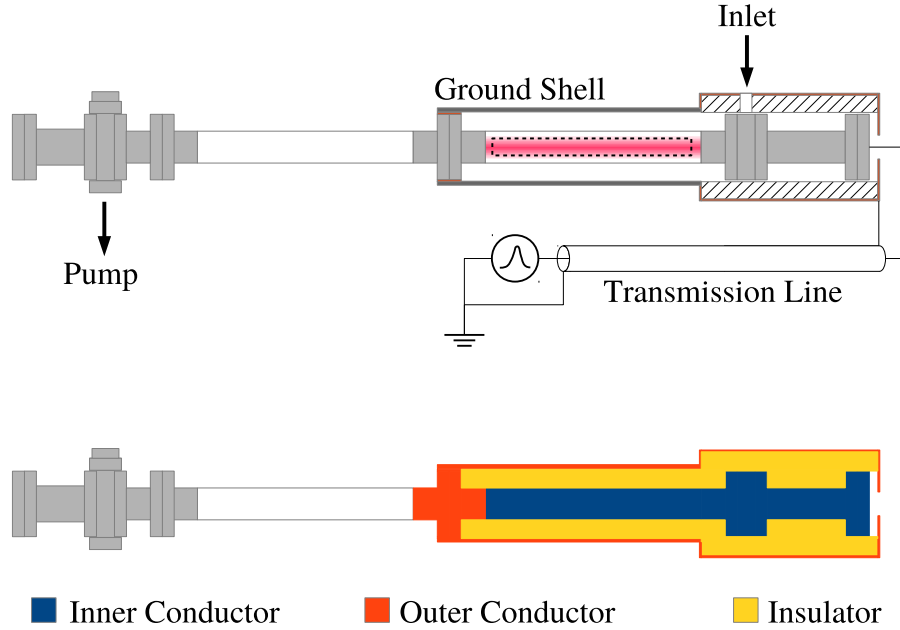 Inlet
Ground Shell
Pump
Transmission Line
Inner Conductor
Outer Conductor
Insulator